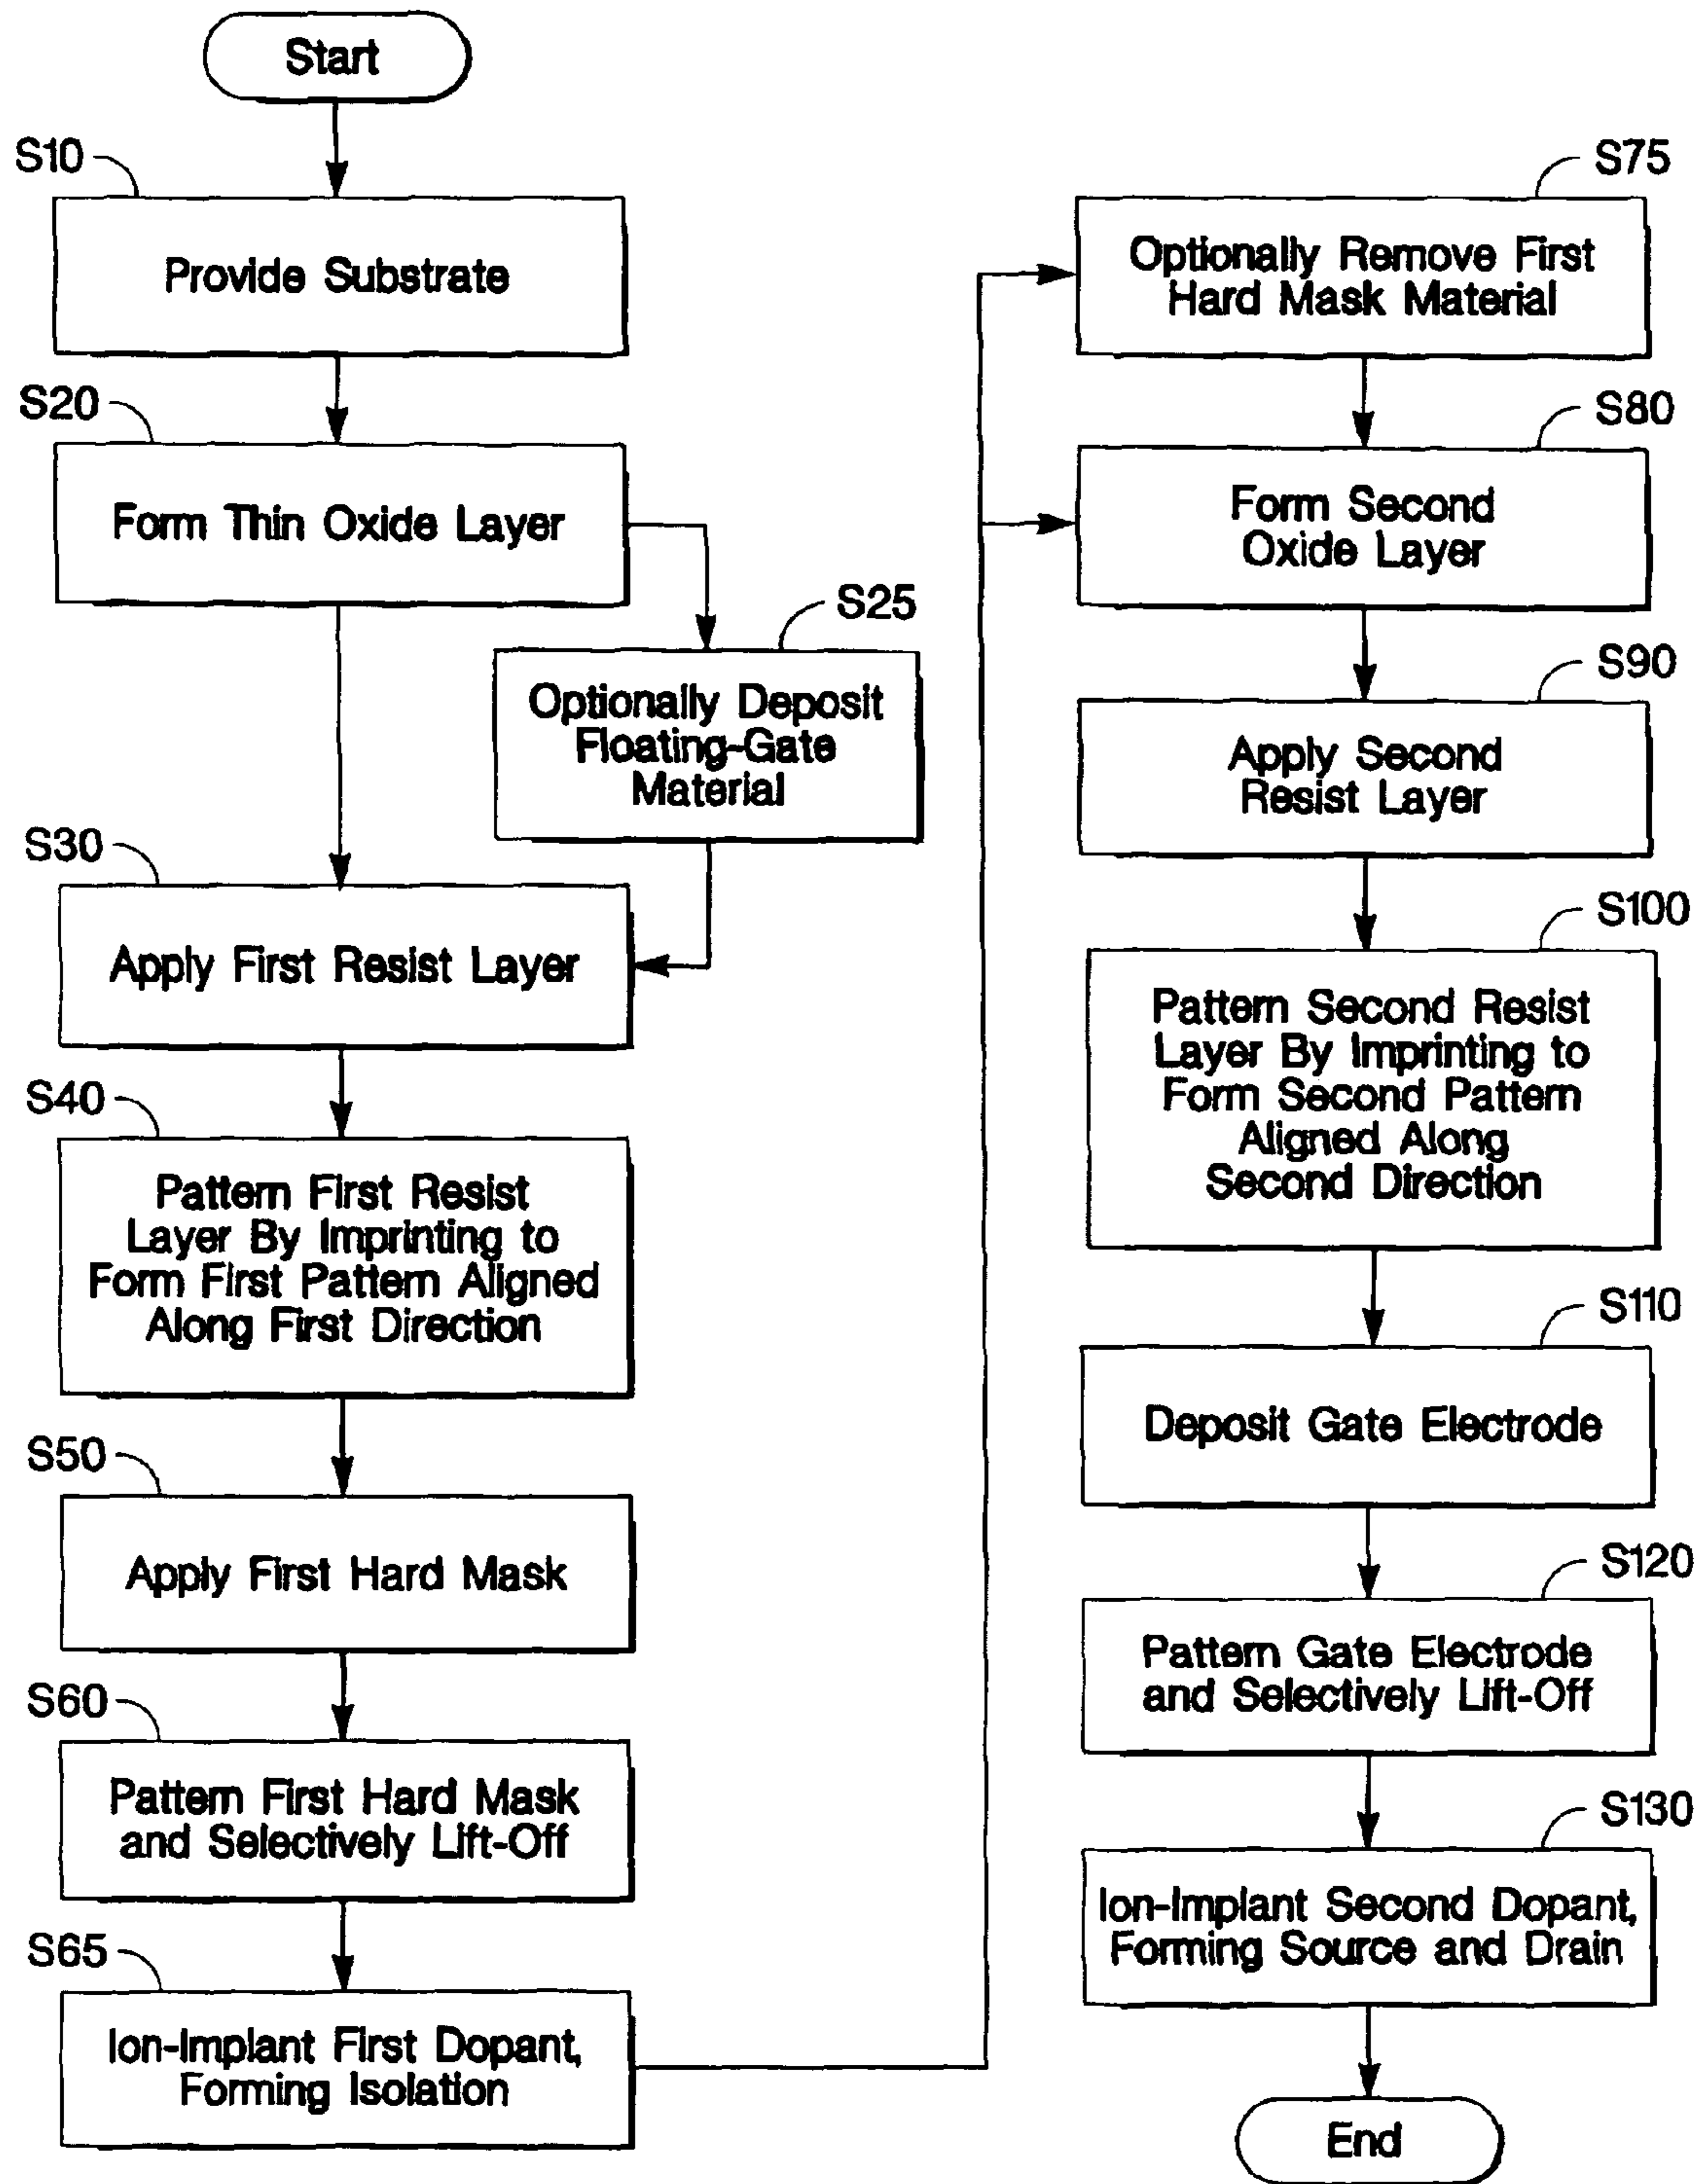 Start
S10
Provide Substrate
S20
Form Thin Oxide Layer
S25
Optionally Deposit
Floating-Gate
Material
S30
Apply First Resist Layer
S40
Pattern First Resist
Layer By Imprinting to
Form First Pattern Aligned
Along First Direction
S50
Apply First Hard Mask
S60
Pattern First Hard Mask
and Selectively Lift-Off
S65
Ion-Implant First Dopant,
Forming Isolation
S75
Optionally Remove First
Hard Mask Material
S80
Form Second
Oxide Layer
S90
Apply Second
Resist Layer
S100
Pattern Second Resist
Layer By Imprinting to
Form Second Pattern
Aligned Along
Second Direction
S110
Deposit Gate Electrode
S120
Pattern Gate Electrode
and Selectively Lift-Off
S130
Ion-Implant Second Dopant,
Forming Source and Drain
End